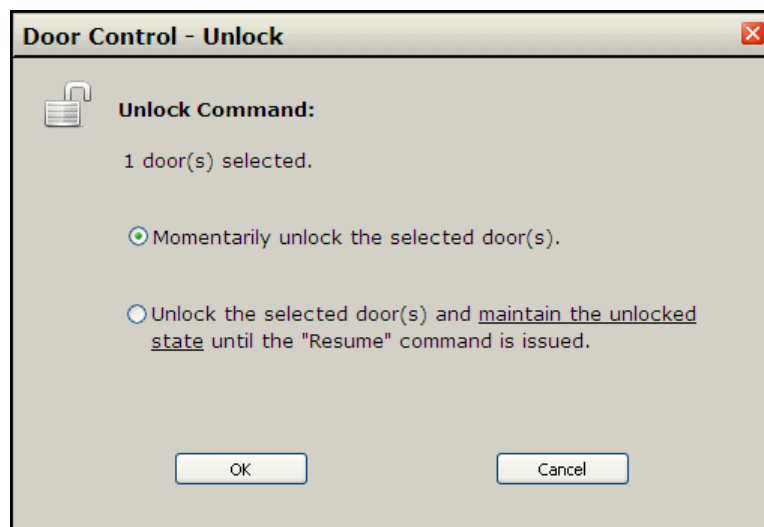 Door Control - Unlock
Unlock Command:
1 door(s) selected.
Momentarily unlock the selected door(s).
Unlock the selected door(s) and maintain the unlocked
state until the "Resume" command is issued.
OK
Cancel